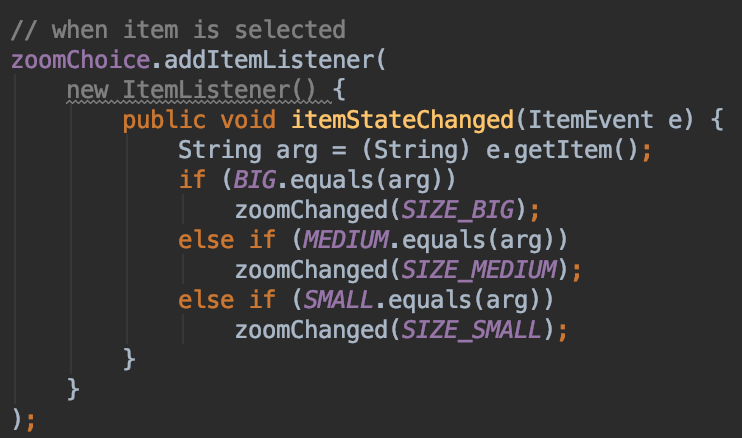 // when item is selected
zoomChoice.addItemListener(
    new ItemListener() {
        public void itemStateChanged(ItemEvent e) {
            String arg = (String) e.getItem();
            if (BIG.equals(arg))
                zoomChanged(SIZE_BIG);
            else if (MEDIUM.equals(arg))
                zoomChanged(SIZE_MEDIUM);
            else if (SMALL.equals(arg))
                zoomChanged(SIZE_SMALL);
        }
    }
);